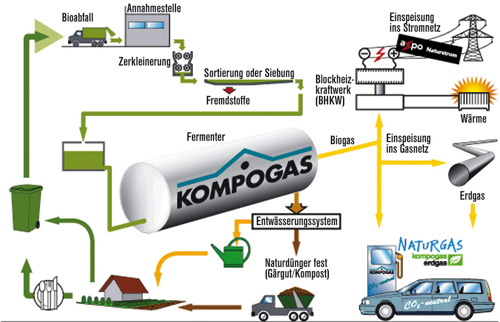 Bioabfall
Annahmestelle
Zerkleinerung
Sortierung oder Siebung
Fremdstoffe
Einspeisung
ins Stromnetz
axpo
Naturstrom
Blockheiz-
kraftwerk
(BHKW)
Wärme
Fermenter
KOMPOGAS
Biogas
Einspeisung
ins Gasnetz
Erdgas
Entwässerungssystem
Naturdünger fest
(Gärgut/Kompost)
NATURGAS
kompogas
erdgas
KOMPOGAS
CO2-neutral